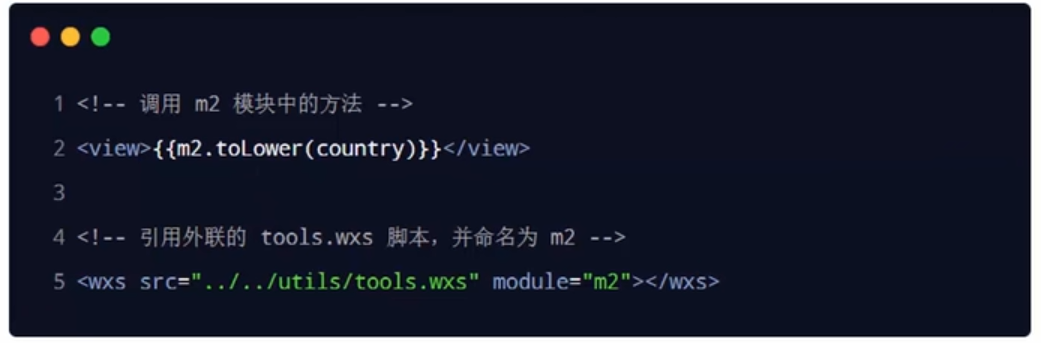 1 <!-- 调用 m2 模块中的方法 -->
2 <view>{{m2.toLower(country)}}</view>
3
4 <!-- 引用外联的 tools.wxs 脚本，并命名为 m2 -->
5 <wxs src="../../utils/tools.wxs" module="m2"></wxs>